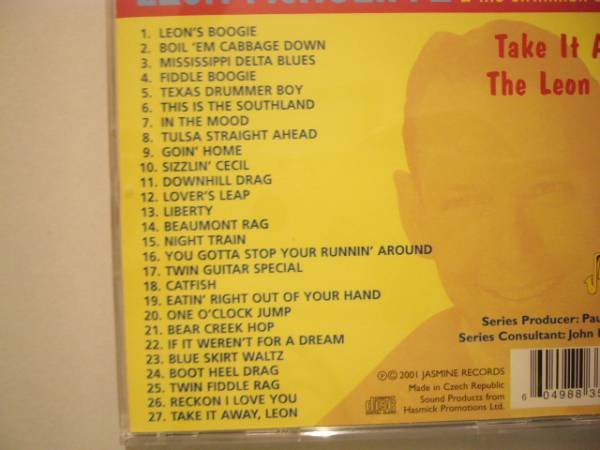 1. LEON'S BOOGIE
2. BOIL 'EM CABBAGE DOWN
3. MISSISSIPPI DELTA BLUES
4. FIDDLE BOOGIE
5. TEXAS DRUMMER BOY
6. THIS IS THE SOUTHLAND
7. IN THE MOOD
8. TULSA STRAIGHT AHEAD
9. GOIN' HOME
10. SIZZLIN' CECIL
11. DOWNHILL DRAG
12. LOVER'S LEAP
13. LIBERTY
14. BEAUMONT RAG
15. NIGHT TRAIN
16. YOU GOTTA STOP YOUR RUNNIN' AROUND
17. TWIN GUITAR SPECIAL
18. CATFISH
19. EATIN' RIGHT OUT OF YOUR HAND
20. ONE O'CLOCK JUMP
21. BEAR CREEK HOP
22. IF IT WEREN'T FOR A DREAM
23. BLUE SKIRT WALTZ
24. BOOT HEEL DRAG
25. TWIN FIDDLE RAG
26. RECKON I LOVE YOU
27. TAKE IT AWAY, LEON
Take It A
The Leon
Series Producer: Pau
Series Consultant: John
℗© 2001 JASMINE RECORDS
Made in Czech Republic
Sound Products from
Hasmick Promotions Ltd.
6 04988 35